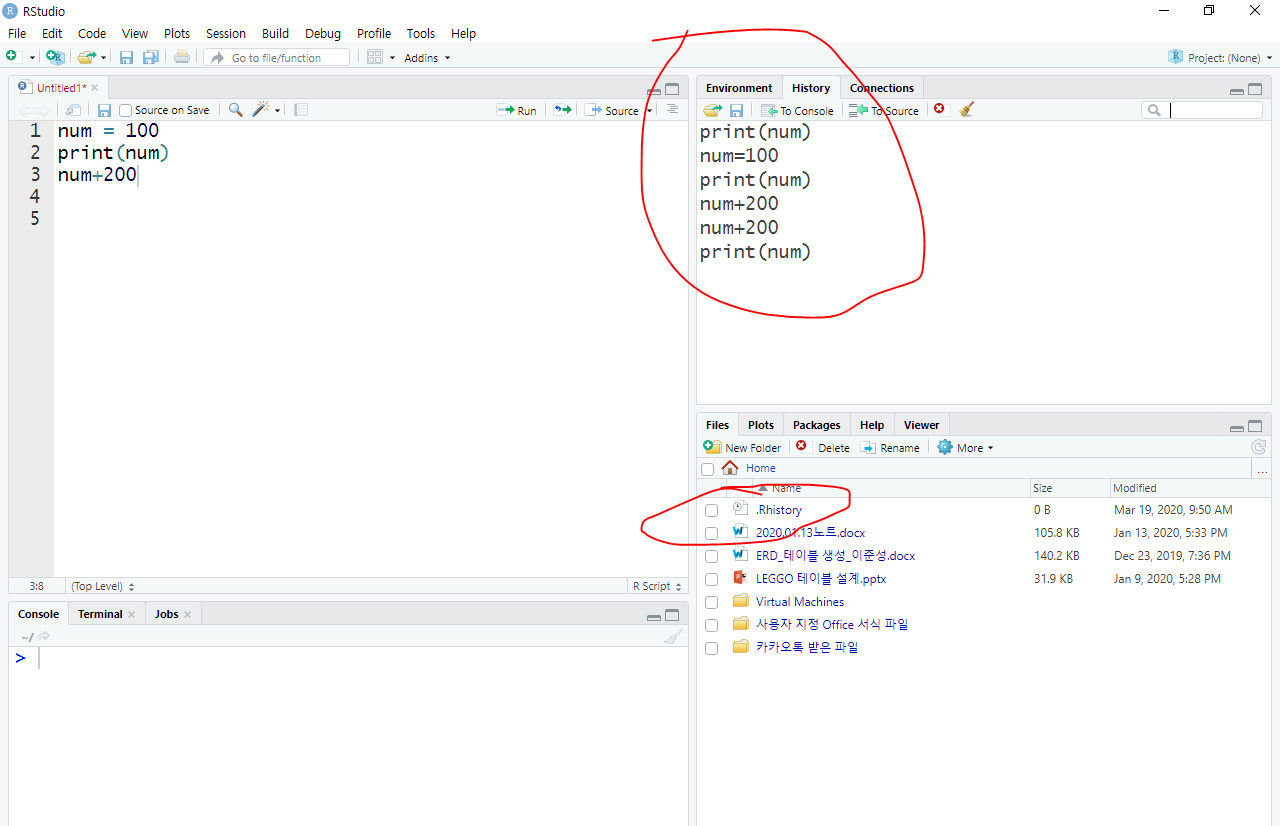 RStudio
File Edit Code View Plots Session Build Debug Profile Tools Help
Go to file/function Addins Project: (None)
Untitled1*
Source on Save Run Source
1 num = 100
2 print(num)
3 num+200
4
5
3:8 (Top Level) R Script
Console Terminal Jobs
~/
>
Environment History Connections
To Console To Source
print(num)
num=100
print(num)
num+200
num+200
print(num)
Files Plots Packages Help Viewer
New Folder Delete Rename More
Home ...
Name Size Modified
.Rhistory 0 B Mar 19, 2020, 9:50 AM
2020.01.13노트.docx 105.8 KB Jan 13, 2020, 5:33 PM
ERD_테이블 생성_이준성.docx 140.2 KB Dec 23, 2019, 7:36 PM
LEGGO 테이블 설계.pptx 31.9 KB Jan 9, 2020, 5:28 PM
Virtual Machines
사용자 지정 Office 서식 파일
카카오톡 받은 파일